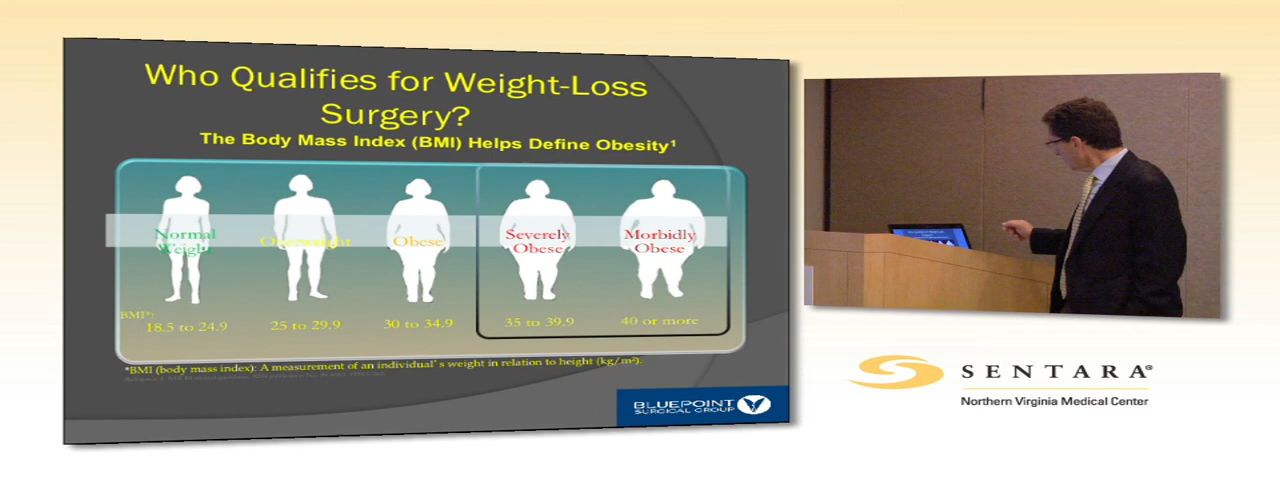 Who Qualifies for Weight-Loss
Surgery?
The Body Mass Index (BMI) Helps Define Obesity¹
Normal
Weight
Overweight
Obese
Severely
Obese
Morbidly
Obese
BMI*:
18.5 to 24.9
25 to 29.9
30 to 34.9
35 to 39.9
40 or more
*BMI (body mass index): A measurement of an individual's weight in relation to height (kg/m²).
BLUEPOINT
SURGICAL GROUP
SENTARA®
Northern Virginia Medical Center